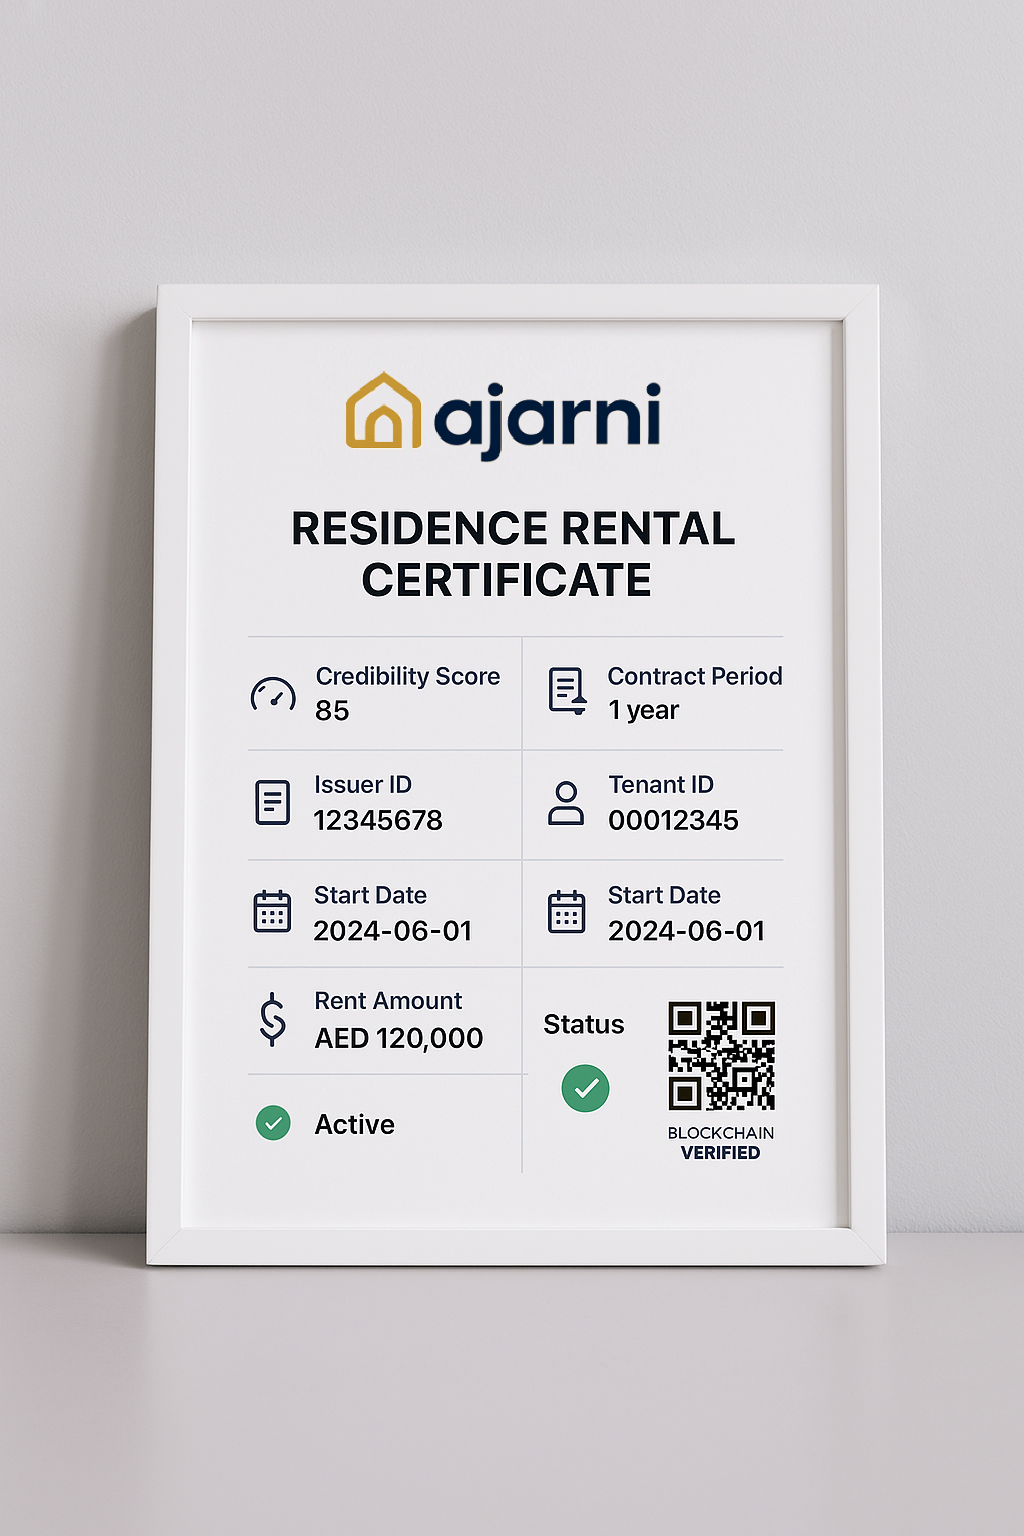 ajarni
RESIDENCE RENTAL
CERTIFICATE
Credibility Score
85
Contract Period
1 year
Issuer ID
12345678
Tenant ID
00012345
Start Date
2024-06-01
Start Date
2024-06-01
Rent Amount
AED 120,000
Active
Status
BLOCKCHAIN
VERIFIED